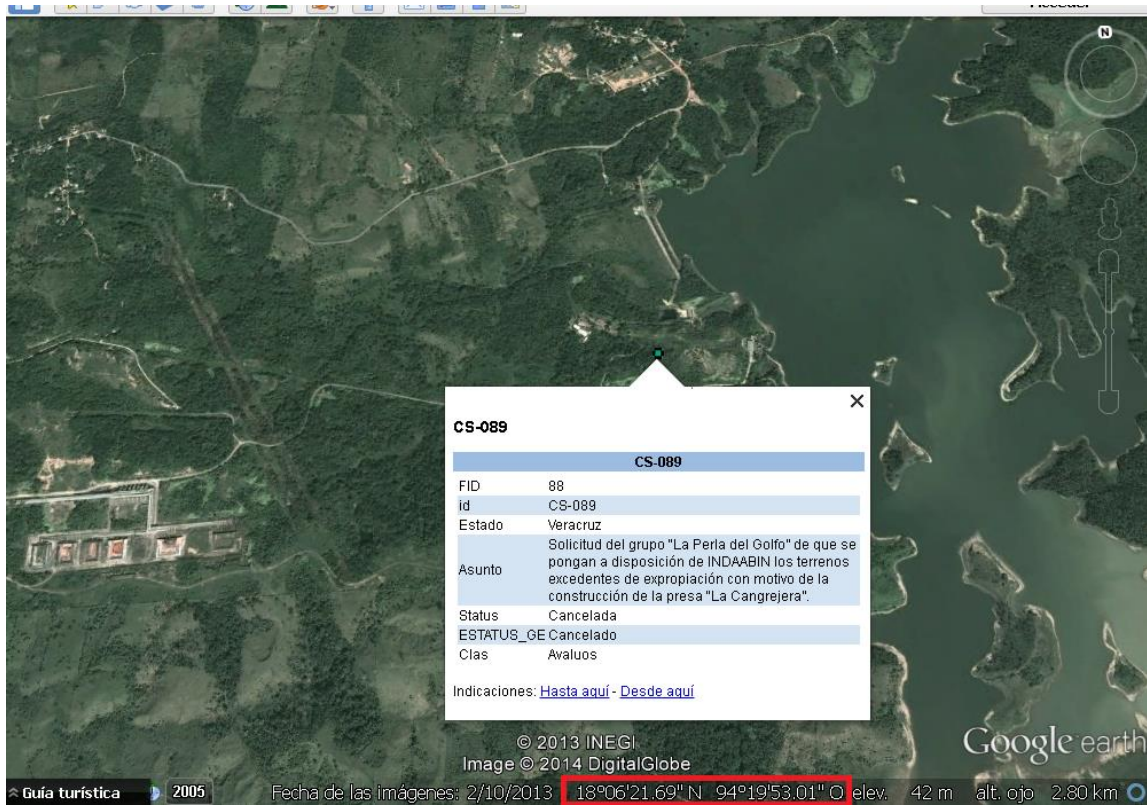 N
CS-089
CS-089
FID 88
id CS-089
Estado Veracruz
Asunto Solicitud del grupo "La Perla del Golfo" de que se
pongan a disposición de INDAABIN los terrenos
excedentes de expropiación con motivo de la
construcción de la presa "La Cangrejera".
Status Cancelada
ESTATUS_GE Cancelado
Clas Avaluos
Indicaciones: Hasta aquí - Desde aquí
© 2013 INEGI
Image © 2014 DigitalGlobe
Google earth
Guía turística 2005 Fecha de las imágenes: 2/10/2013 18°06'21.69" N 94°19'53.01" O elev. 42 m alt. ojo 2.80 km